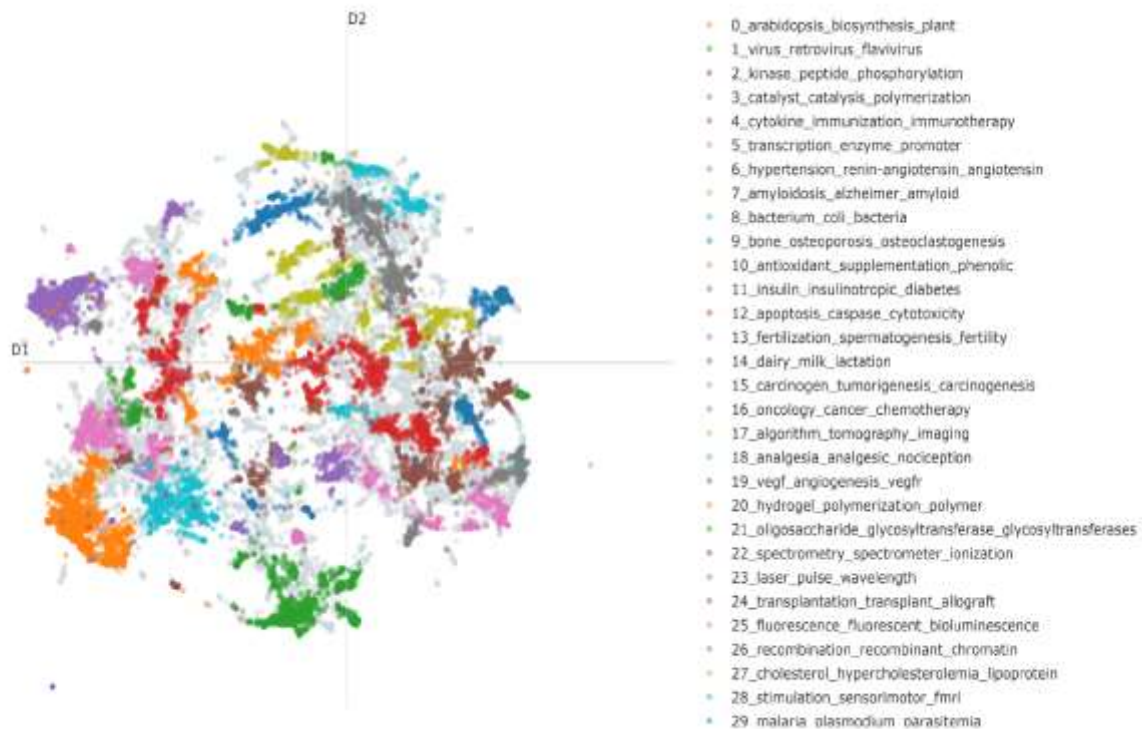 D2
D1
0_arabidopsis_biosynthesis_plant
1_virus_retrovirus_flavivirus
2_kinase_peptide_phosphorylation
3_catalyst_catalysis_polymerization
4_cytokine_immunization_immunotherapy
5_transcription_enzyme_promoter
6_hypertension_renin-angiotensin_angiotensin
7_amyloidosis_alzheimer_amyloid
8_bacterium_coli_bacteria
9_bone_osteoporosis_osteoclastogenesis
10_antioxidant_supplementation_phenolic
11_insulin_insulinotropic_diabetes
12_apoptosis_caspase_cytotoxicity
13_fertilization_spermatogenesis_fertility
14_dairy_milk_lactation
15_carcinogen_tumorigenesis_carcinogenesis
16_oncology_cancer_chemotherapy
17_algorithm_tomography_imaging
18_analgesia_analgesic_nociception
19_vegf_angiogenesis_vegfr
20_hydrogel_polymerization_polymer
21_oligosaccharide_glycosyltransferase_glycosyltransferases
22_spectrometry_spectrometer_ionization
23_laser_pulse_wavelength
24_transplantation_transplant_allograft
25_fluorescence_fluorescent_bioluminescence
26_recombination_recombinant_chromatin
27_cholesterol_hypercholesterolemia_lipoprotein
28_stimulation_sensorimotor_fmri
29_malaria_plasmodium_parasitemia